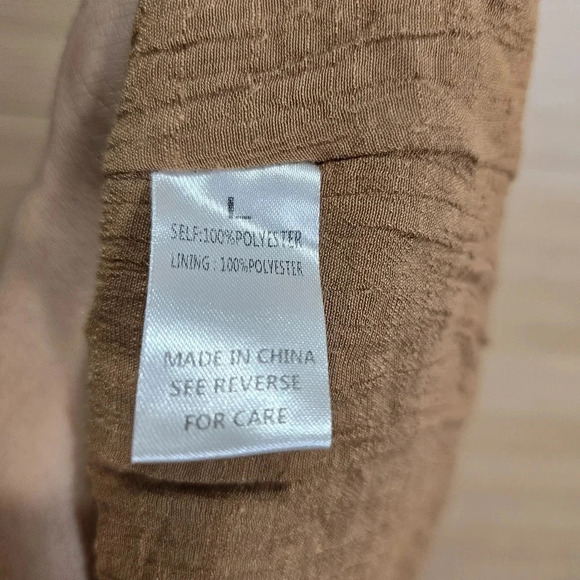 L
SELF:100%POLYESTER
LINING : 100%POLYESTER
MADE IN CHINA
SEE REVERSE
FOR CARE